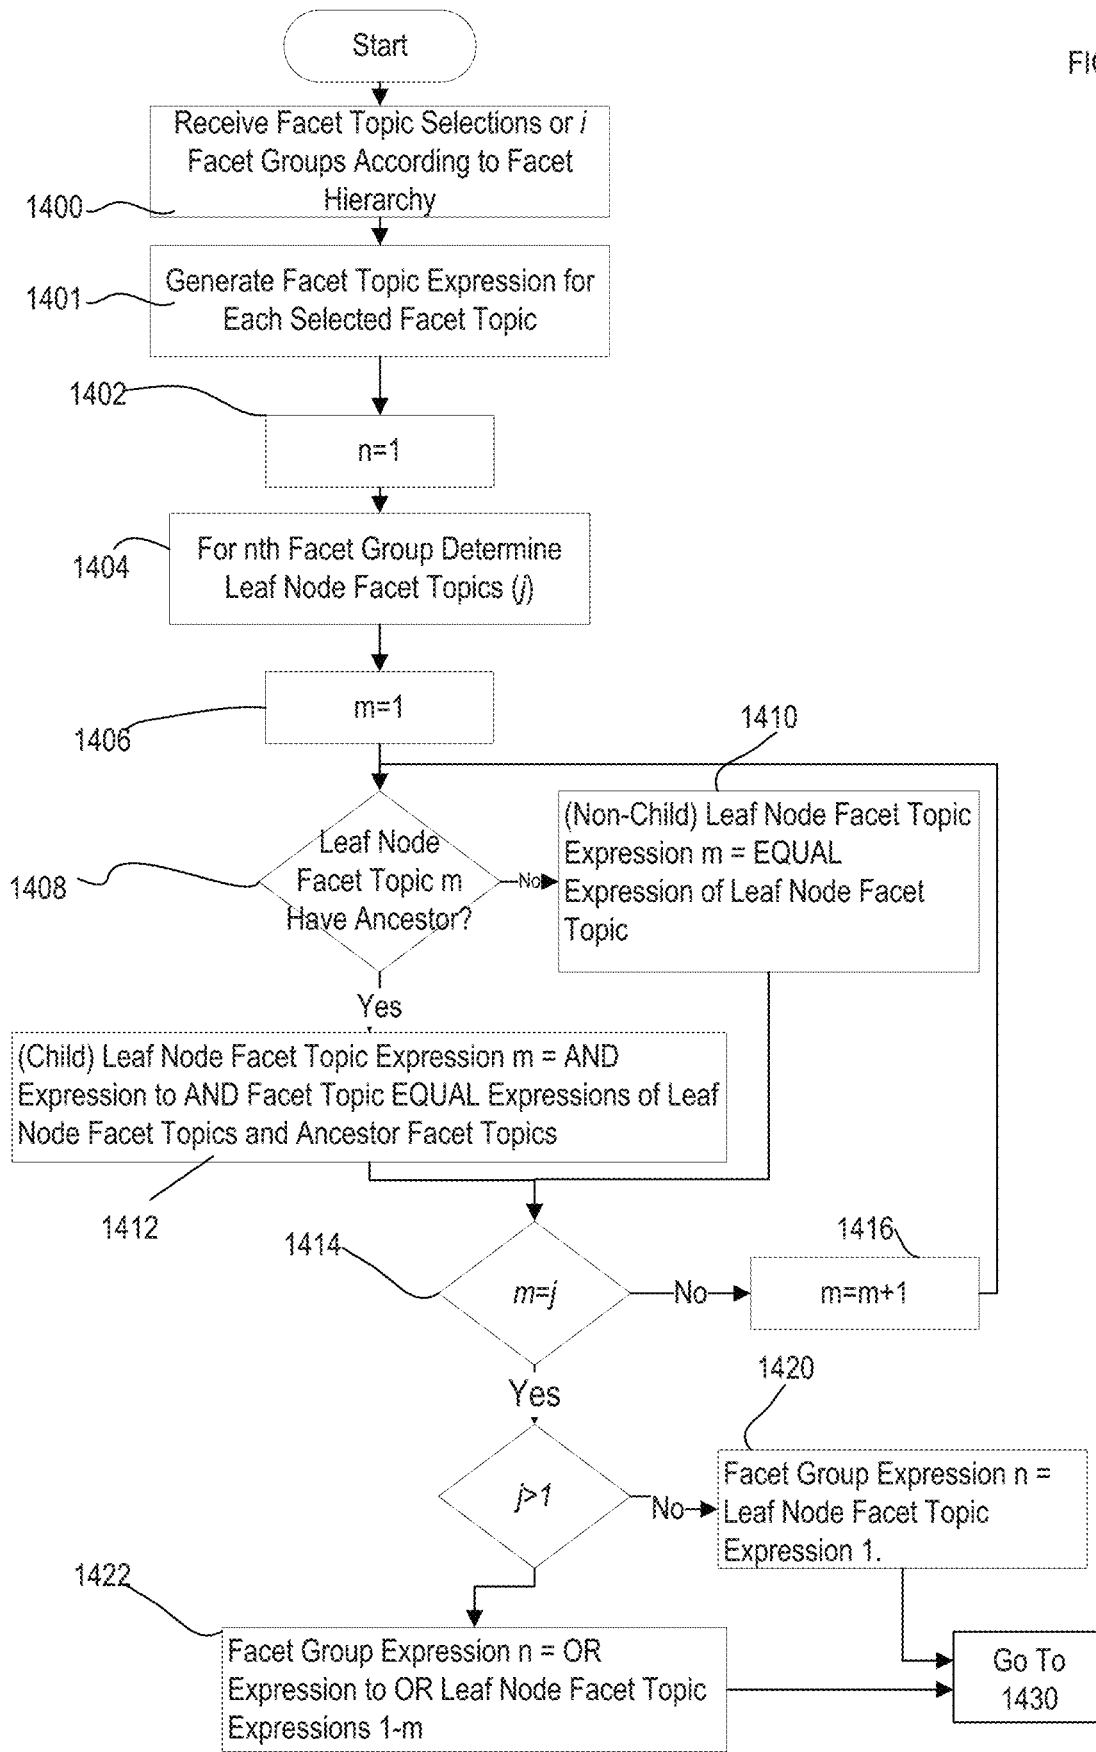 Start
FIG
Receive Facet Topic Selections or i
Facet Groups According to Facet
Hierarchy
1400
Generate Facet Topic Expression for
Each Selected Facet Topic
1401
1402
n=1
For nth Facet Group Determine
Leaf Node Facet Topics (j)
1404
m=1
1406
1410
Leaf Node
Facet Topic m
Have Ancestor?
1408
No
(Non-Child) Leaf Node Facet Topic
Expression m = EQUAL
Expression of Leaf Node Facet
Topic
Yes
(Child) Leaf Node Facet Topic Expression m = AND
Expression to AND Facet Topic EQUAL Expressions of Leaf
Node Facet Topics and Ancestor Facet Topics
1412
1414
m=j
No
1416
m=m+1
Yes
1420
j>1
No
Facet Group Expression n =
Leaf Node Facet Topic
Expression 1.
1422
Facet Group Expression n = OR
Expression to OR Leaf Node Facet Topic
Expressions 1-m
Go To
1430